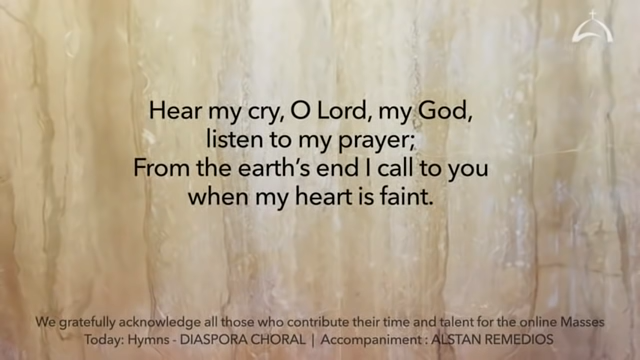 Hear my cry, O Lord, my God,
listen to my prayer;
From the earth's end I call to you
when my heart is faint.
We gratefully acknowledge all those who contribute their time and talent for the online Masses
Today: Hymns - DIASPORA CHORAL | Accompaniment : ALSTAN REMEDIOS